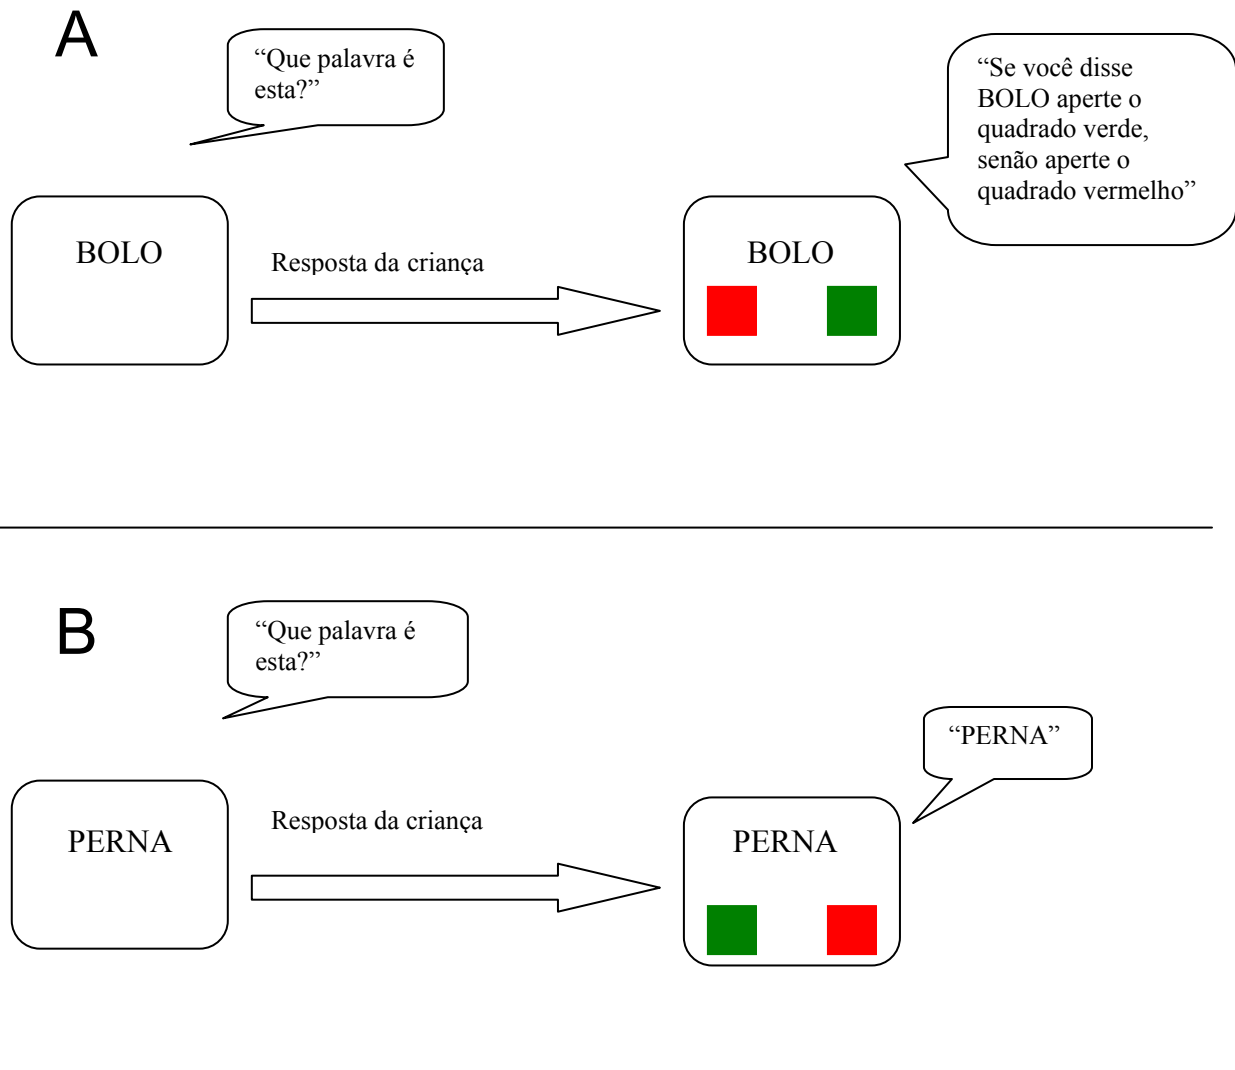 A
“Que palavra é
esta?”
“Se você disse
BOLO aperte o
quadrado verde,
senão aperte o
quadrado vermelho”
BOLO
Resposta da criança
BOLO
B
“Que palavra é
esta?”
“PERNA”
PERNA
Resposta da criança
PERNA